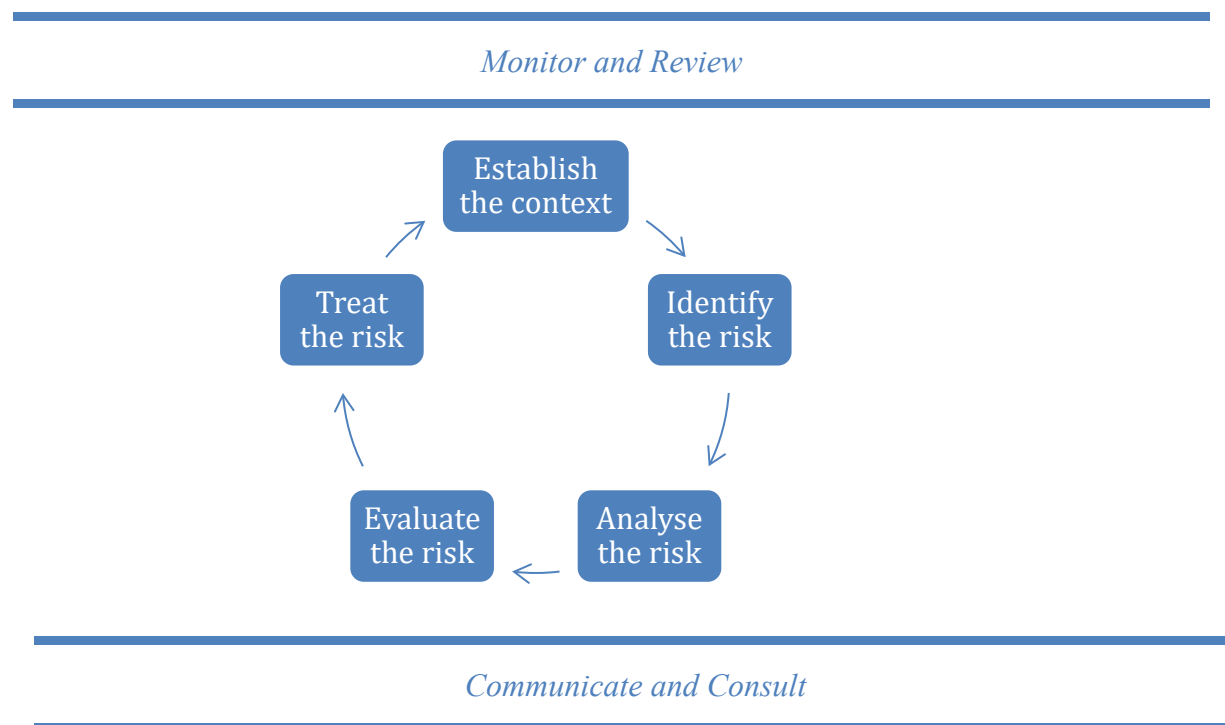 Monitor and Review
Establish
the context
Identify
the risk
Analyse
the risk
Evaluate
the risk
Treat
the risk
Communicate and Consult